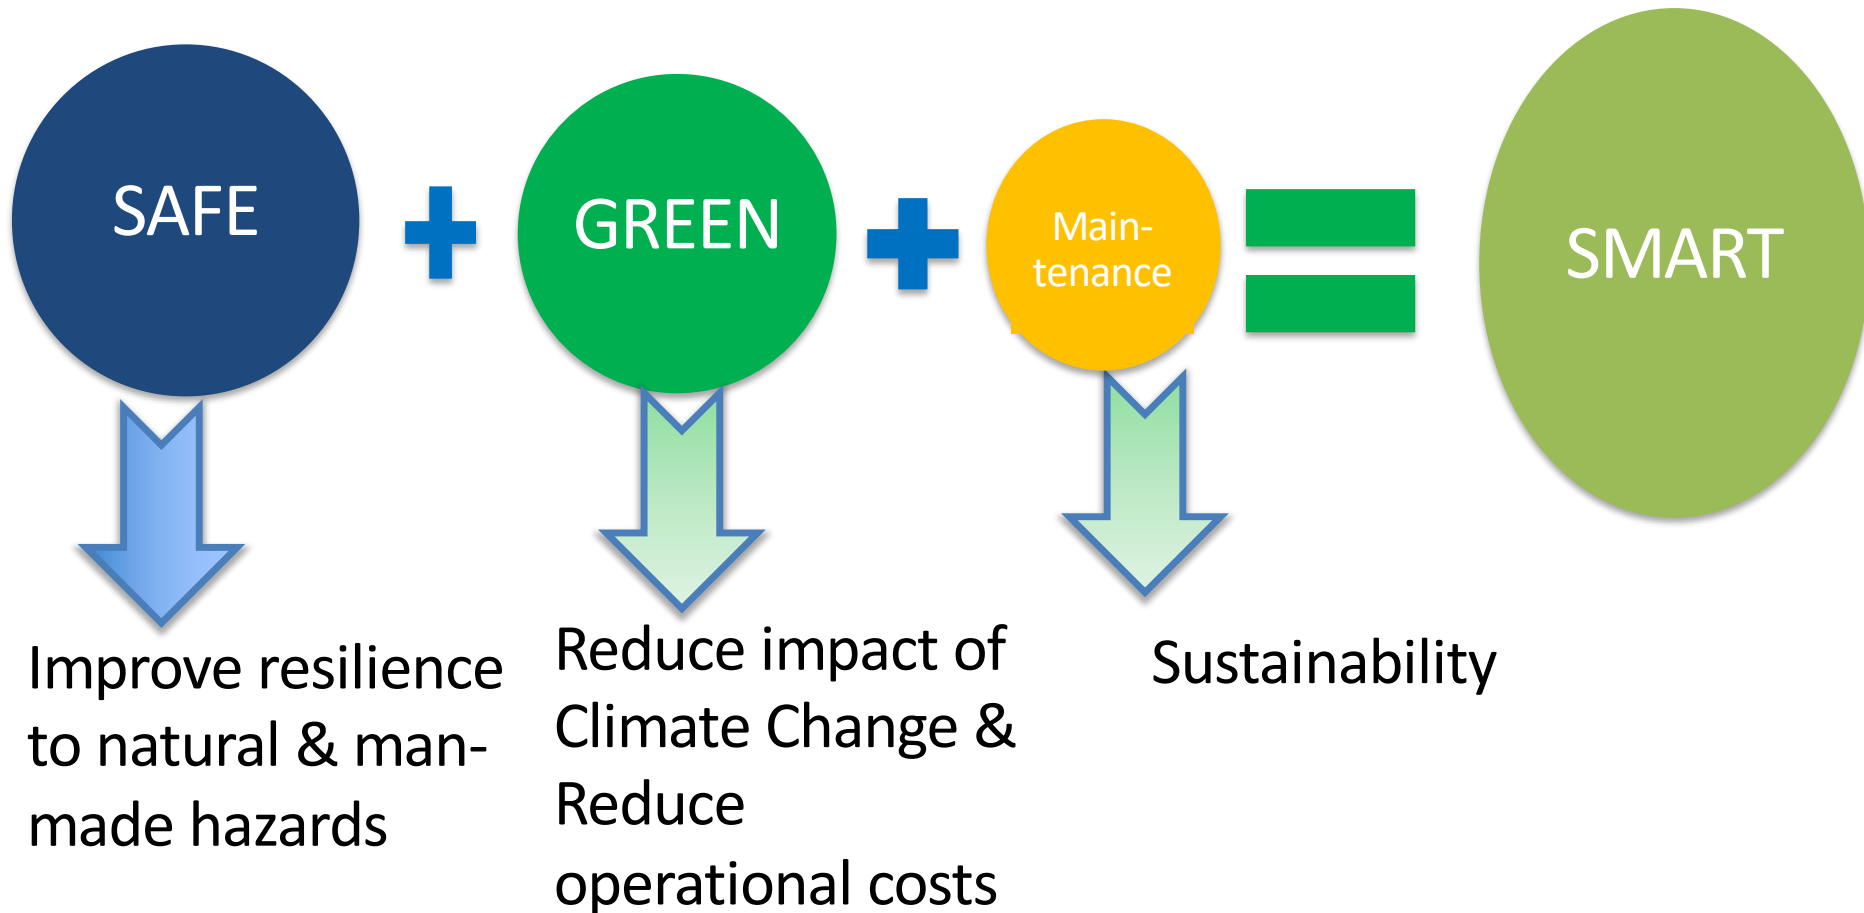 SAFE
GREEN
Main-
tenance
SMART
Improve resilience
to natural & man-
made hazards
Reduce impact of
Climate Change &
Reduce
operational costs
Sustainability